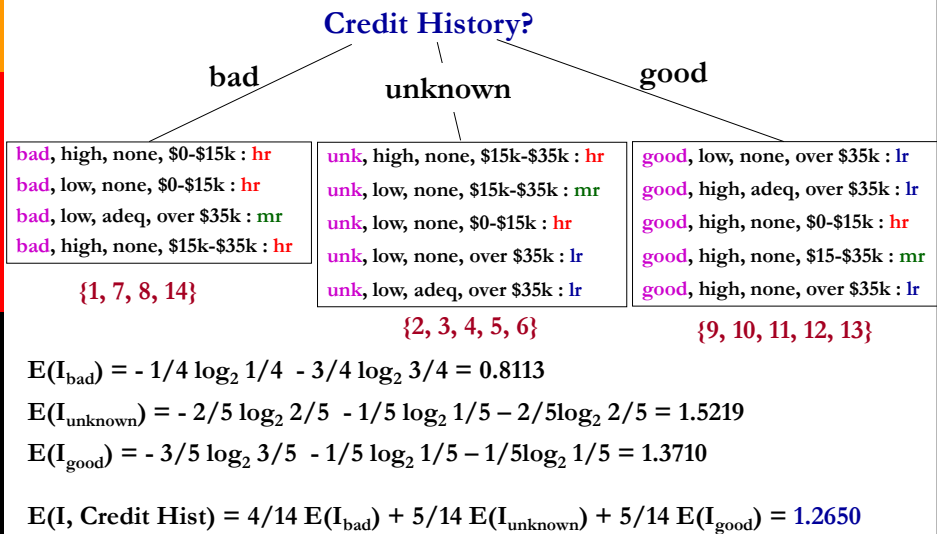 Credit History?
bad
unknown
good
bad, high, none, $0-$15k : hr
bad, low, none, $0-$15k : hr
bad, low, adeq, over $35k : mr
bad, high, none, $15k-$35k : hr
{1, 7, 8, 14}
unk, high, none, $15k-$35k : hr
unk, low, none, $15k-$35k : mr
unk, low, none, $0-$15k : hr
unk, low, none, over $35k : lr
unk, low, adeq, over $35k : lr
{2, 3, 4, 5, 6}
good, low, none, over $35k : lr
good, high, adeq, over $35k : lr
good, high, none, $0-$15k : hr
good, high, none, $15-$35k : mr
good, high, none, over $35k : lr
{9, 10, 11, 12, 13}
E(I_bad) = - 1/4 log₂ 1/4 - 3/4 log₂ 3/4 = 0.8113
E(I_unknown) = - 2/5 log₂ 2/5 - 1/5 log₂ 1/5 – 2/5log₂ 2/5 = 1.5219
E(I_good) = - 3/5 log₂ 3/5 - 1/5 log₂ 1/5 – 1/5log₂ 1/5 = 1.3710
E(I, Credit Hist) = 4/14 E(I_bad) + 5/14 E(I_unknown) + 5/14 E(I_good) = 1.2650